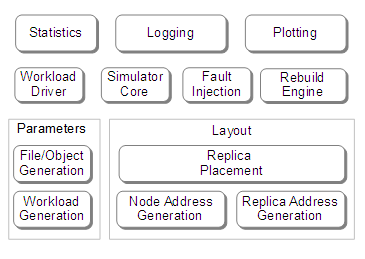 Statistics
Logging
Plotting
Workload
Driver
Simulator
Core
Fault
Injection
Rebuild
Engine
Parameters
File/Object
Generation
Workload
Generation
Layout
Replica
Placement
Node Address
Generation
Replica Address
Generation